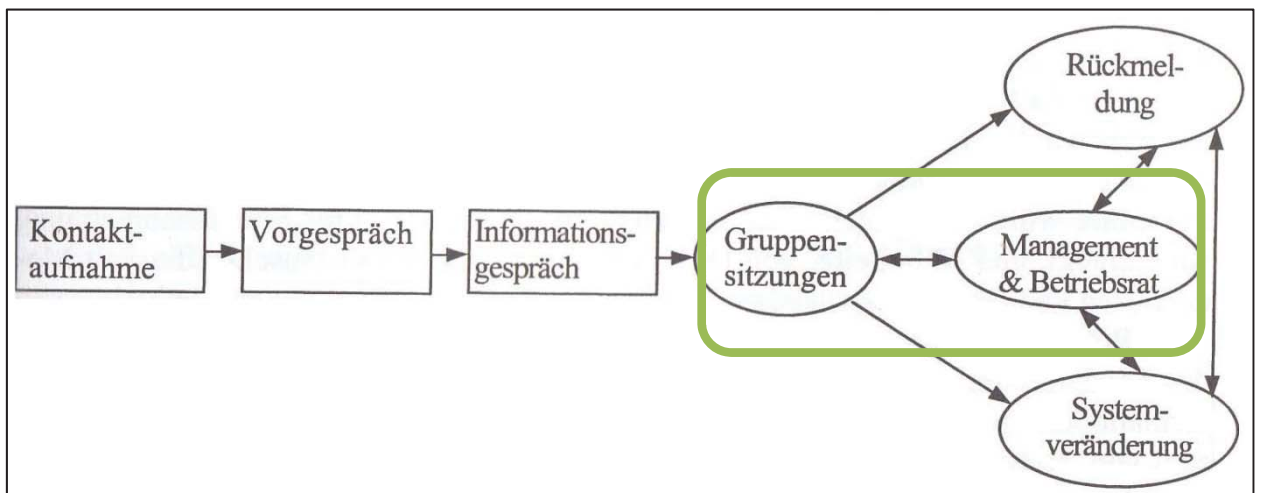 Kontakt-
aufnahme
Vorgespräch
Informations-
gespräch
Gruppen-
sitzungen
Rückmel-
dung
Management
& Betriebsrat
System-
veränderung